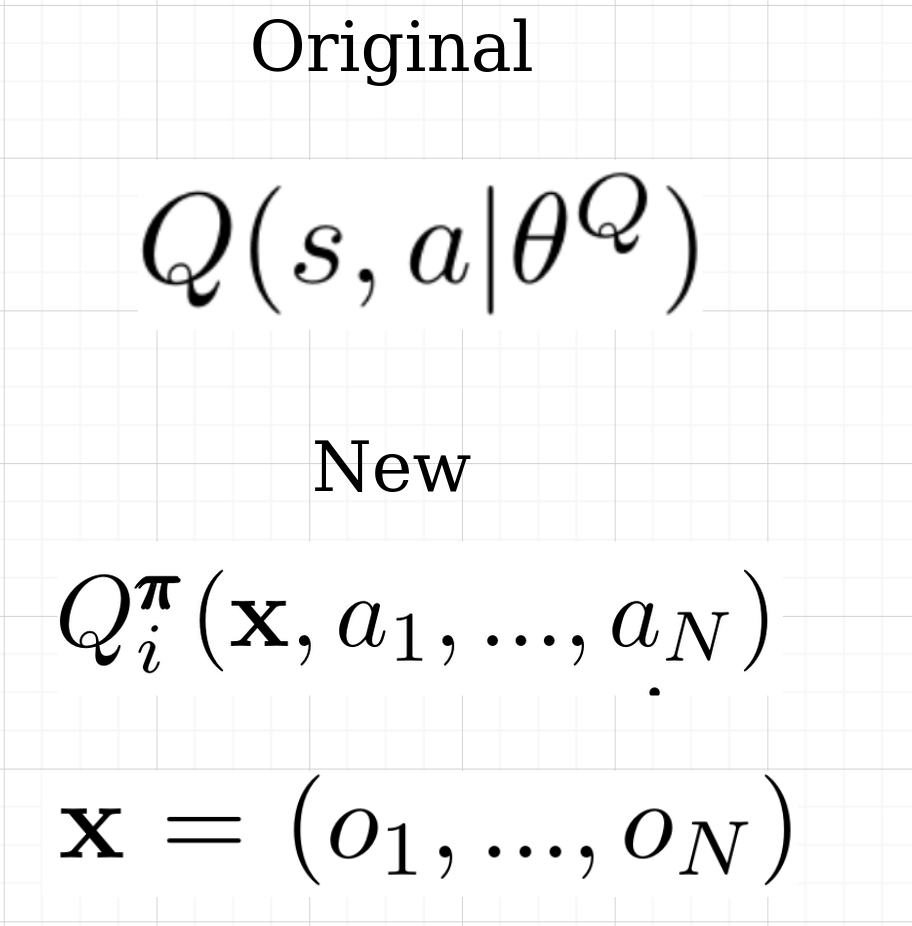 Original
Q(s, a|θ^Q)
New
Q_i^π(x, a_1, ..., a_N)
x = (o_1, ..., o_N)